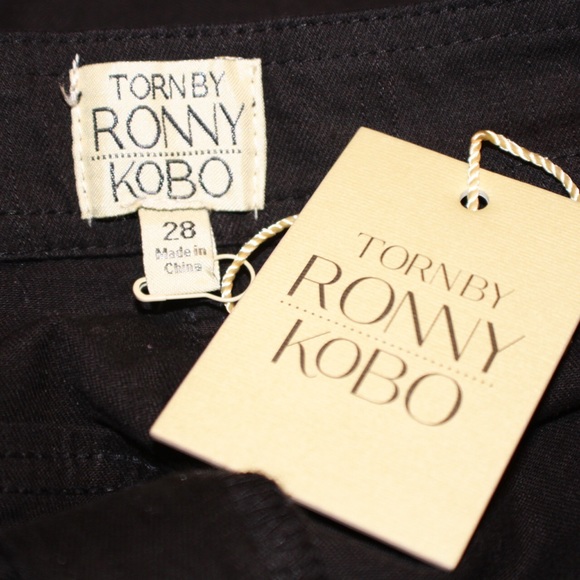 TORN BY
RONNY
KOBO
28
Made in
China
TORN BY
RONNY
KOBO